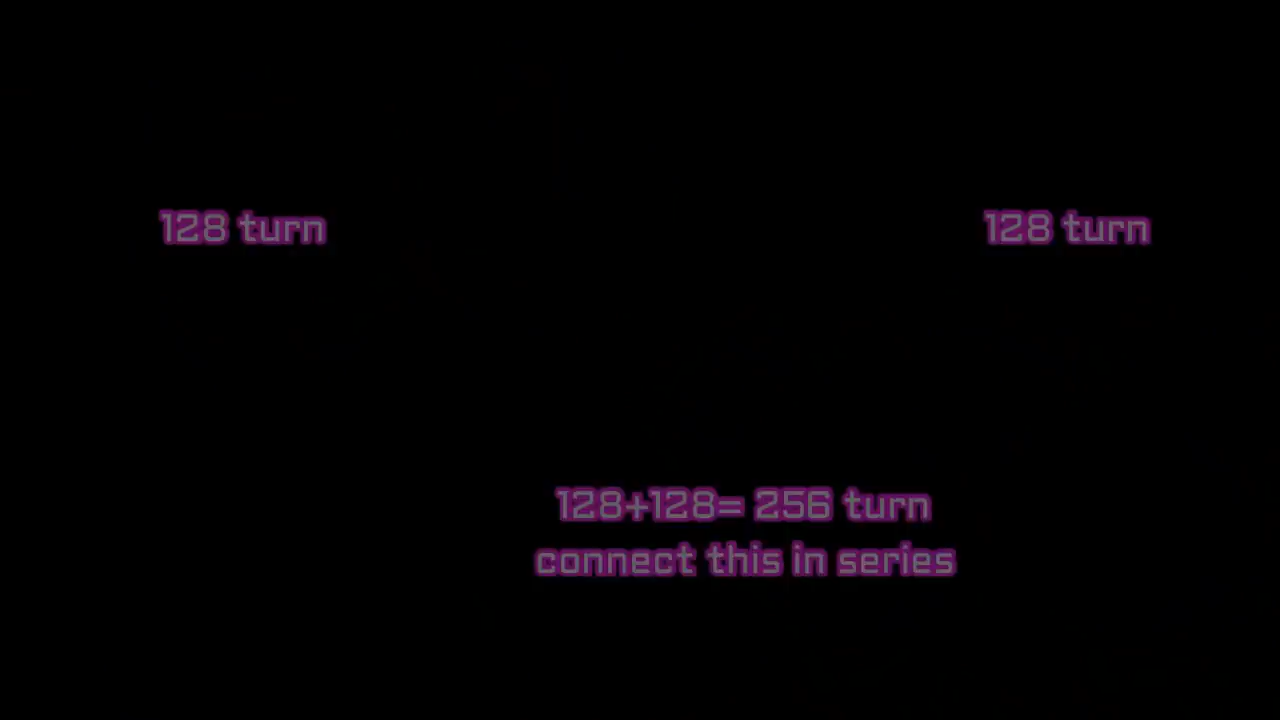 128 turn
128 turn
128+128= 256 turn
connect this in series